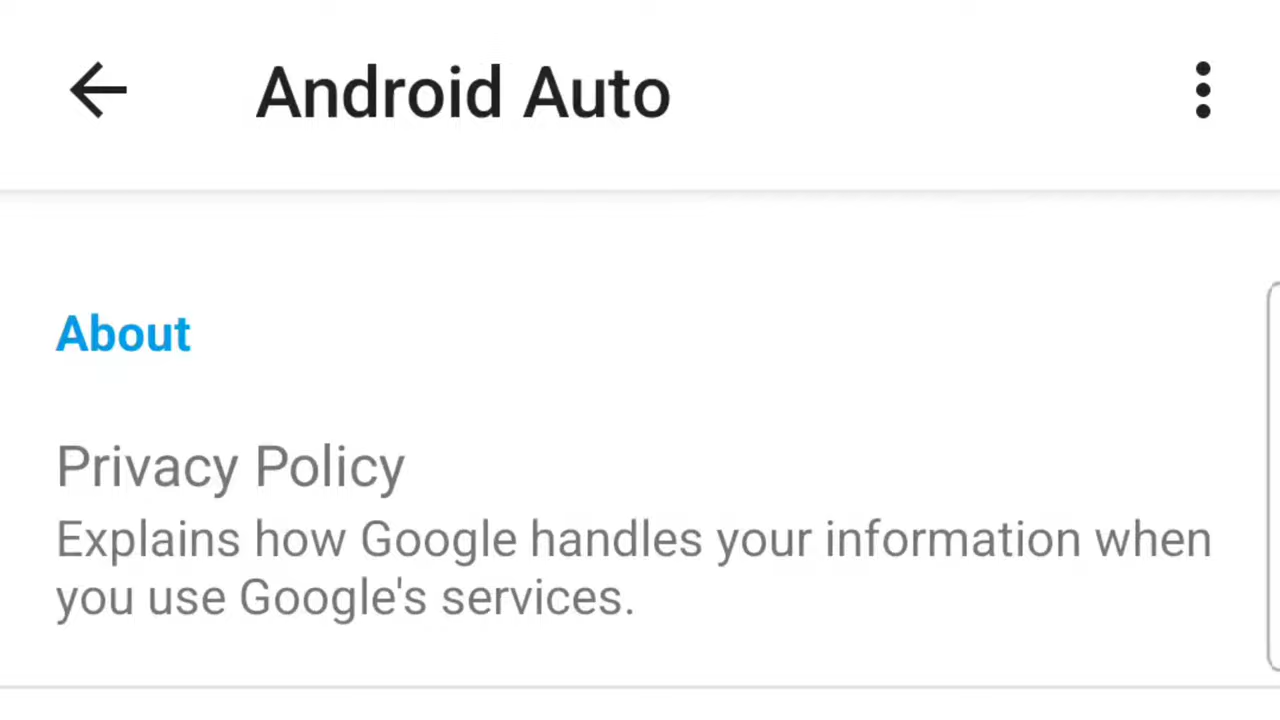 Android Auto
About
Privacy Policy
Explains how Google handles your information when
you use Google's services.